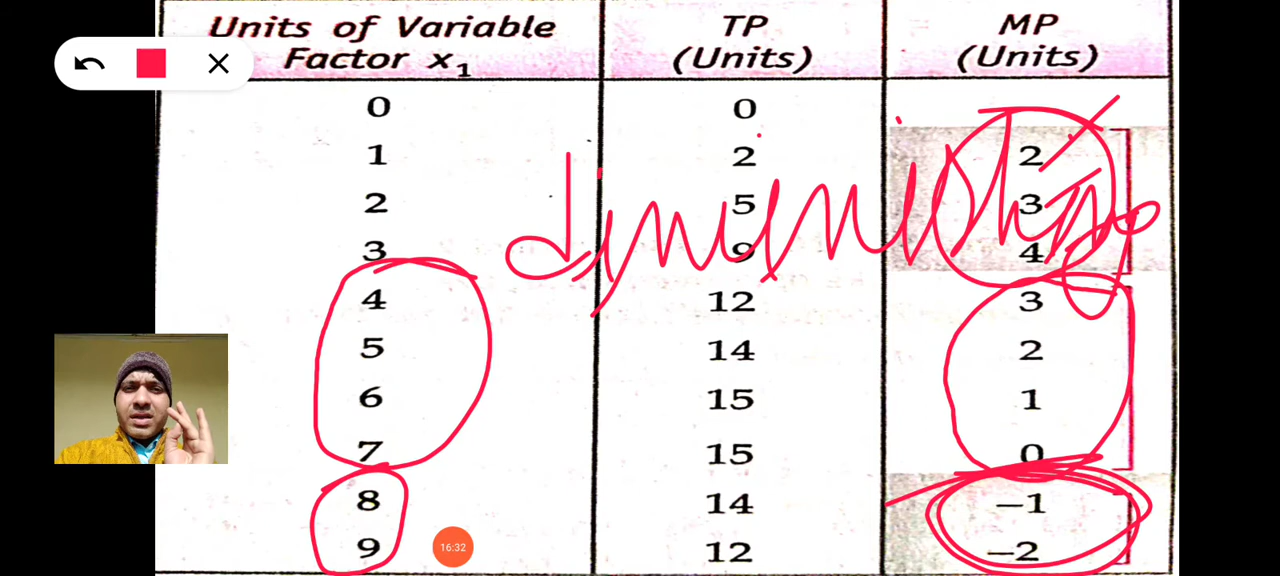 Units of Variable Factor x₁ TP (Units) MP (Units)
0 0
1 2 2
2 5 3
3 9 4
4 12 3
5 14 2
6 15 1
7 15 0
8 14 –1
9 12 –2
diminishing
16:32